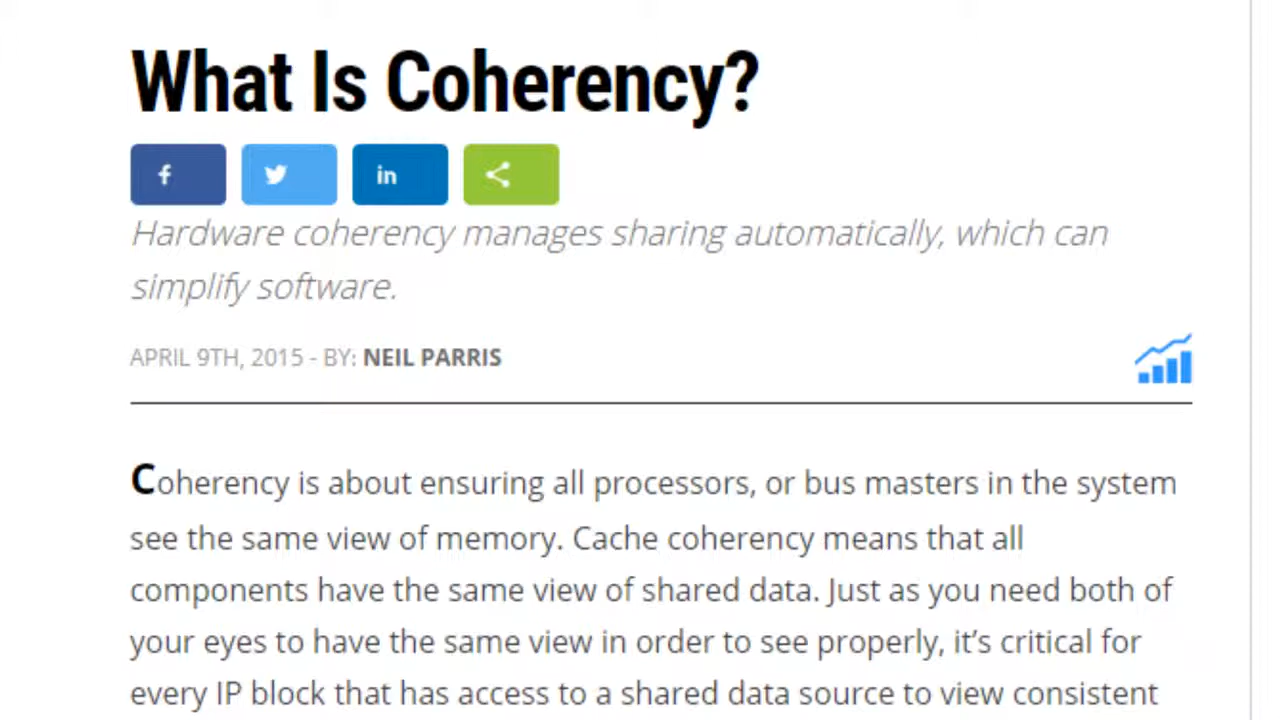 What Is Coherency?
f
in
Hardware coherency manages sharing automatically, which can
simplify software.
APRIL 9TH, 2015 - BY: NEIL PARRIS
Coherency is about ensuring all processors, or bus masters in the system
see the same view of memory. Cache coherency means that all
components have the same view of shared data. Just as you need both of
your eyes to have the same view in order to see properly, it’s critical for
every IP block that has access to a shared data source to view consistent